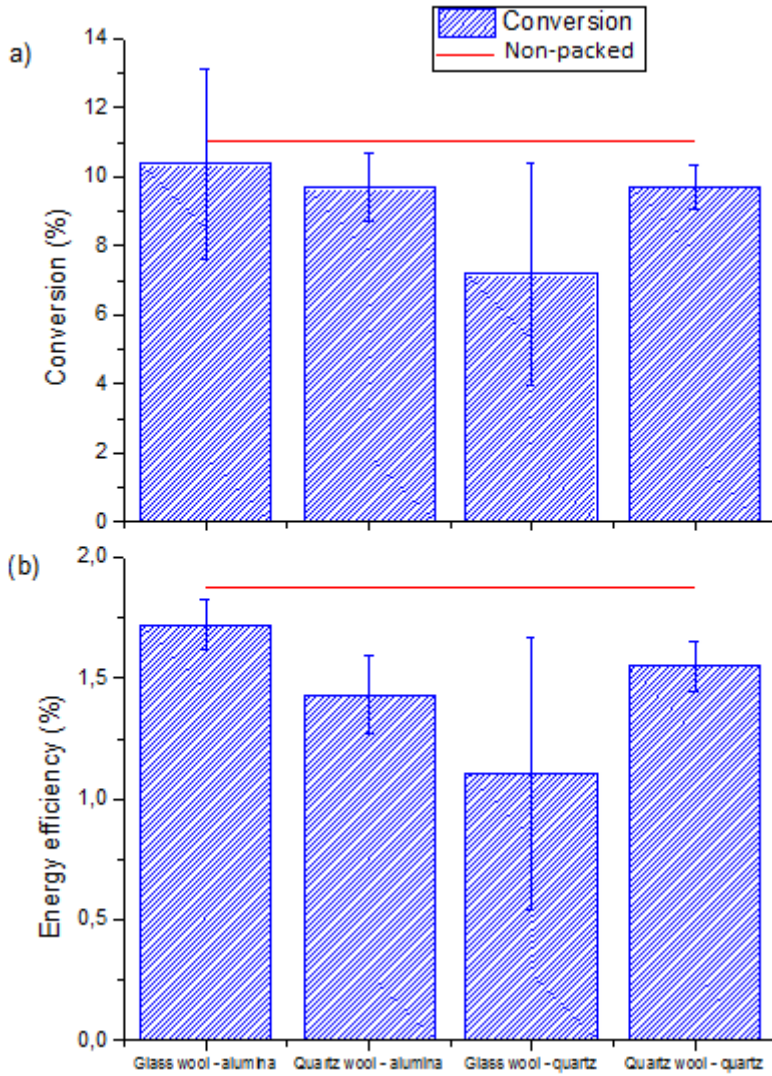 Conversion
Non-packed
a)
14
12
10
8
6
4
2
0
Conversion (%)
(b)
2,0
1,5
1,0
0,5
0,0
Energy efficiency (%)
Glass wool - alumina Quartz wool - alumina Glass wool - quartz Quartz wool - quartz